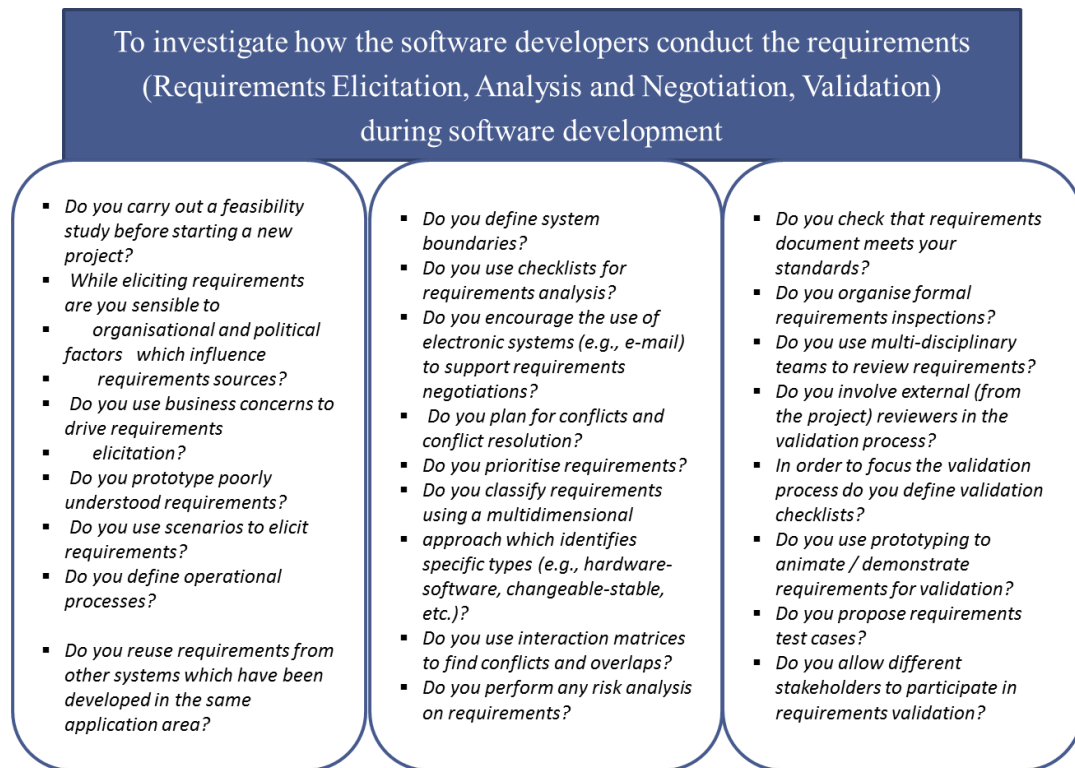 To investigate how the software developers conduct the requirements
(Requirements Elicitation, Analysis and Negotiation, Validation)
during software development
▪ Do you carry out a feasibility
study before starting a new
project?
▪ While eliciting requirements
are you sensible to
▪ organisational and political
factors which influence
▪ requirements sources?
▪ Do you use business concerns to
drive requirements
▪ elicitation?
▪ Do you prototype poorly
understood requirements?
▪ Do you use scenarios to elicit
requirements?
▪ Do you define operational
processes?
▪ Do you reuse requirements from
other systems which have been
developed in the same
application area?
▪ Do you define system
boundaries?
▪ Do you use checklists for
requirements analysis?
▪ Do you encourage the use of
electronic systems (e.g., e-mail)
to support requirements
negotiations?
▪ Do you plan for conflicts and
conflict resolution?
▪ Do you prioritise requirements?
▪ Do you classify requirements
using a multidimensional
▪ approach which identifies
specific types (e.g., hardware-
software, changeable-stable,
etc.)?
▪ Do you use interaction matrices
to find conflicts and overlaps?
▪ Do you perform any risk analysis
on requirements?
▪ Do you check that requirements
document meets your
standards?
▪ Do you organise formal
requirements inspections?
▪ Do you use multi-disciplinary
teams to review requirements?
▪ Do you involve external (from
the project) reviewers in the
validation process?
▪ In order to focus the validation
process do you define validation
checklists?
▪ Do you use prototyping to
animate / demonstrate
requirements for validation?
▪ Do you propose requirements
test cases?
▪ Do you allow different
stakeholders to participate in
requirements validation?